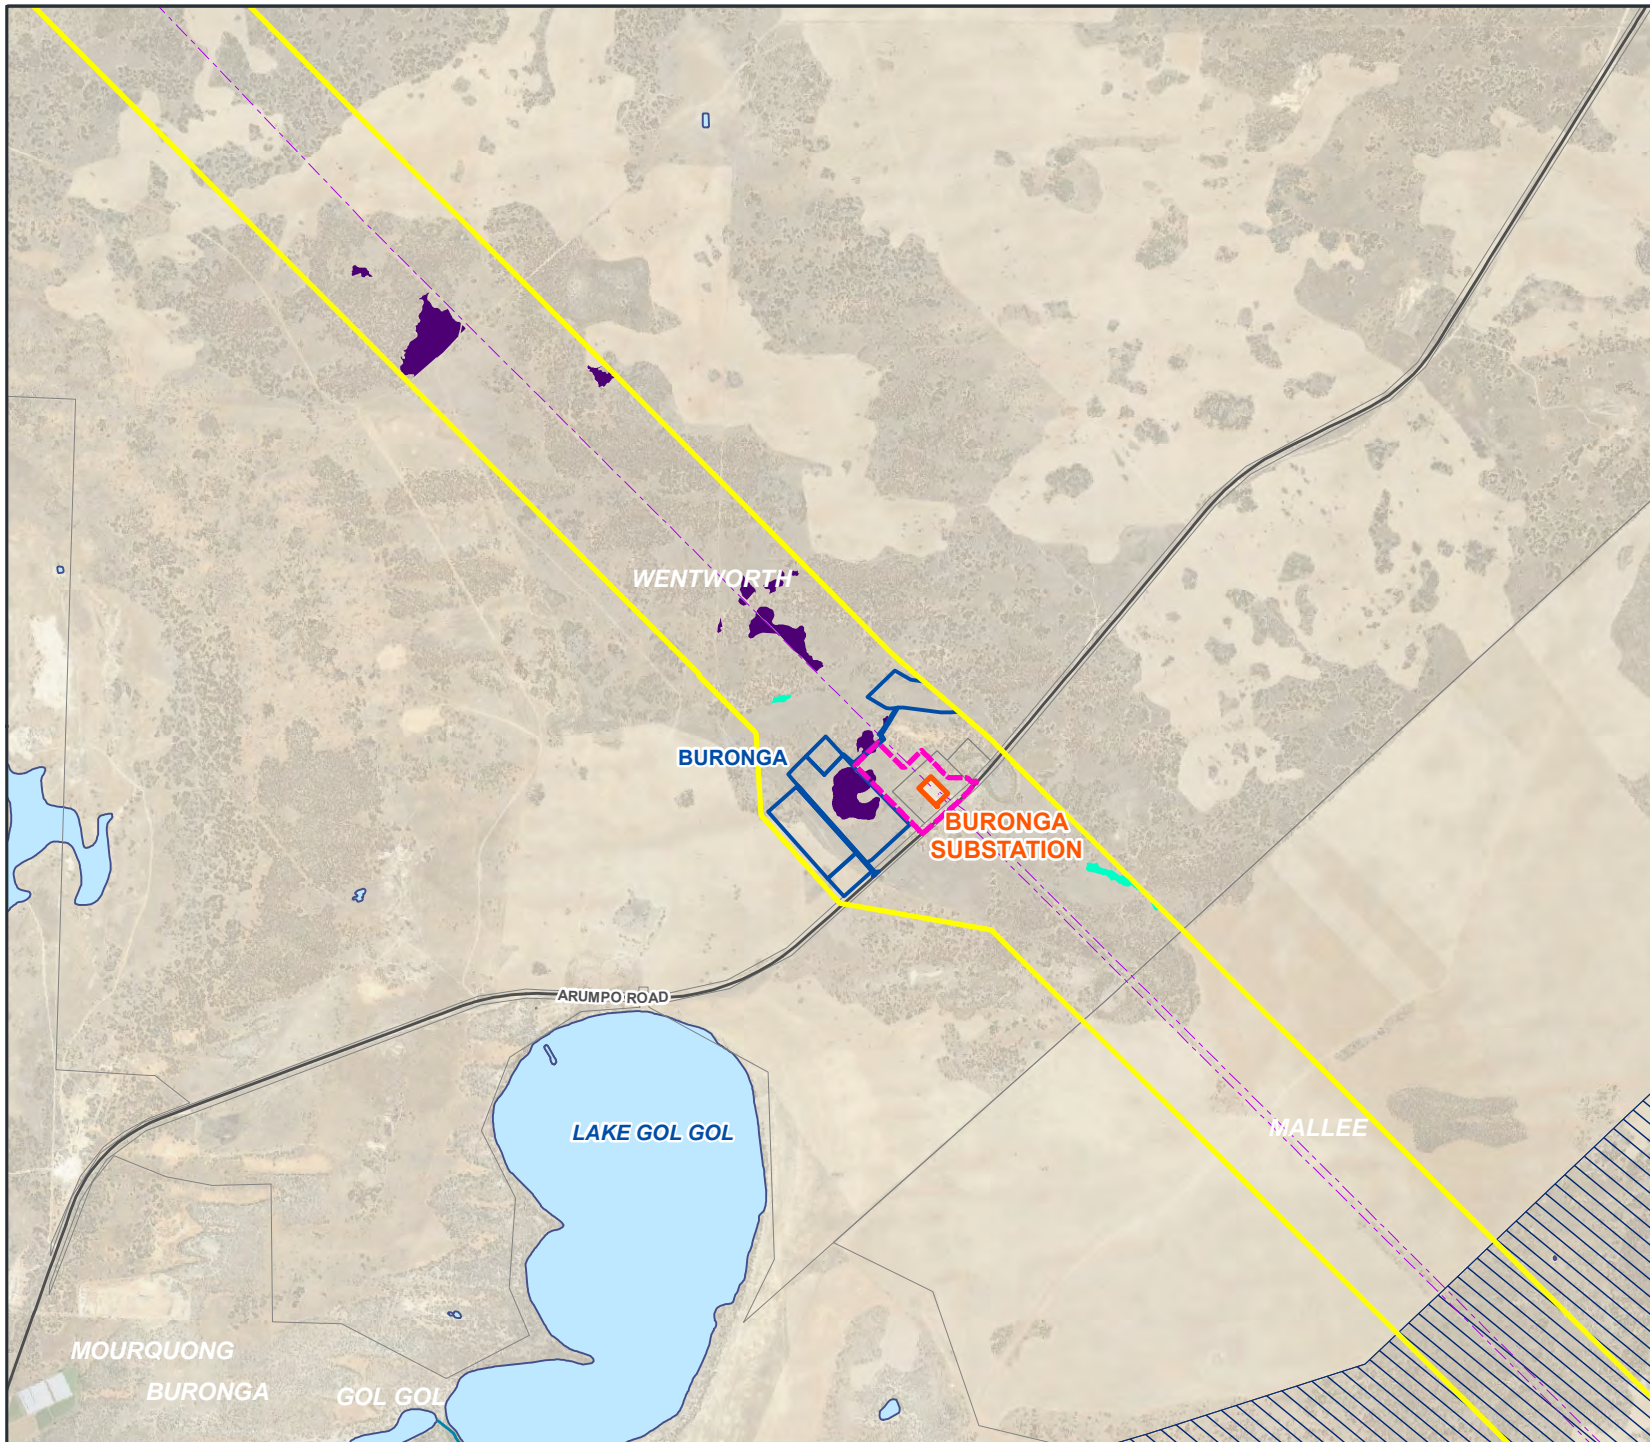 WENTWORTH
BURONGA
BURONGA
SUBSTATION
ARUMPO ROAD
LAKE GOL GOL
MALLEE
MOURQUONG
BURONGA
GOL GOL